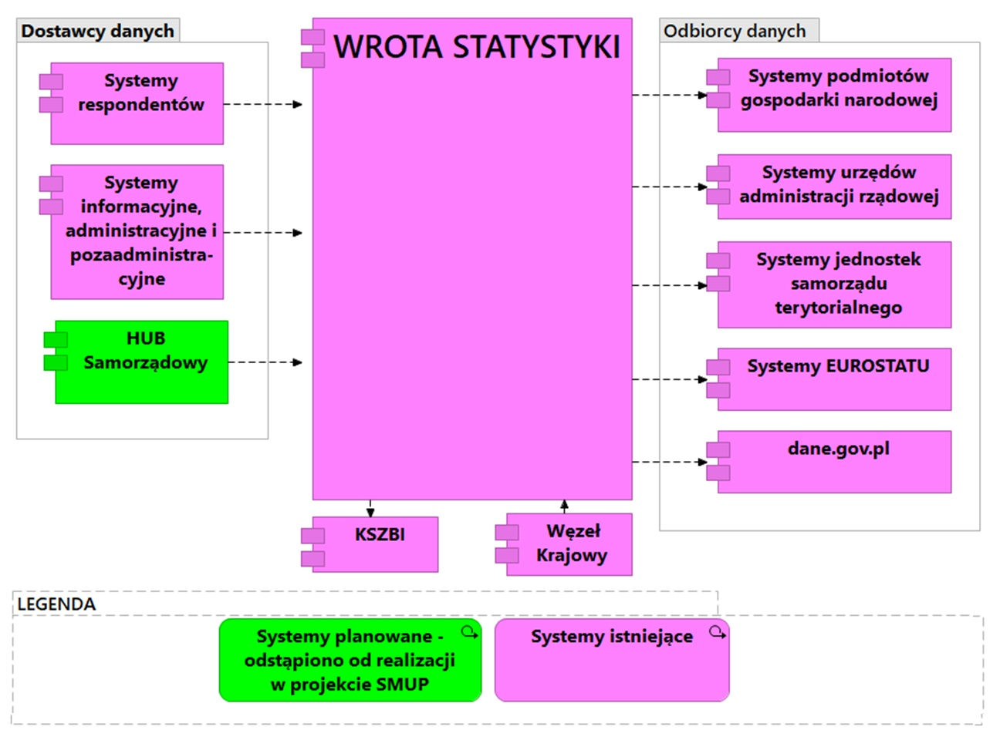 Dostawcy danych
Systemy
respondentów
Systemy
informacyjne,
administracyjne i
pozaadministra-
cyjne
HUB
Samorządowy
WROTA STATYSTYKI
Odbiorcy danych
Systemy podmiotów
gospodarki narodowej
Systemy urzędów
administracji rządowej
Systemy jednostek
samorządu
terytorialnego
Systemy EUROSTATU
dane.gov.pl
KSZBI
Węzeł
Krajowy
LEGENDA
Systemy planowane -
odstąpiono od realizacji
w projekcie SMUP
Systemy istniejące